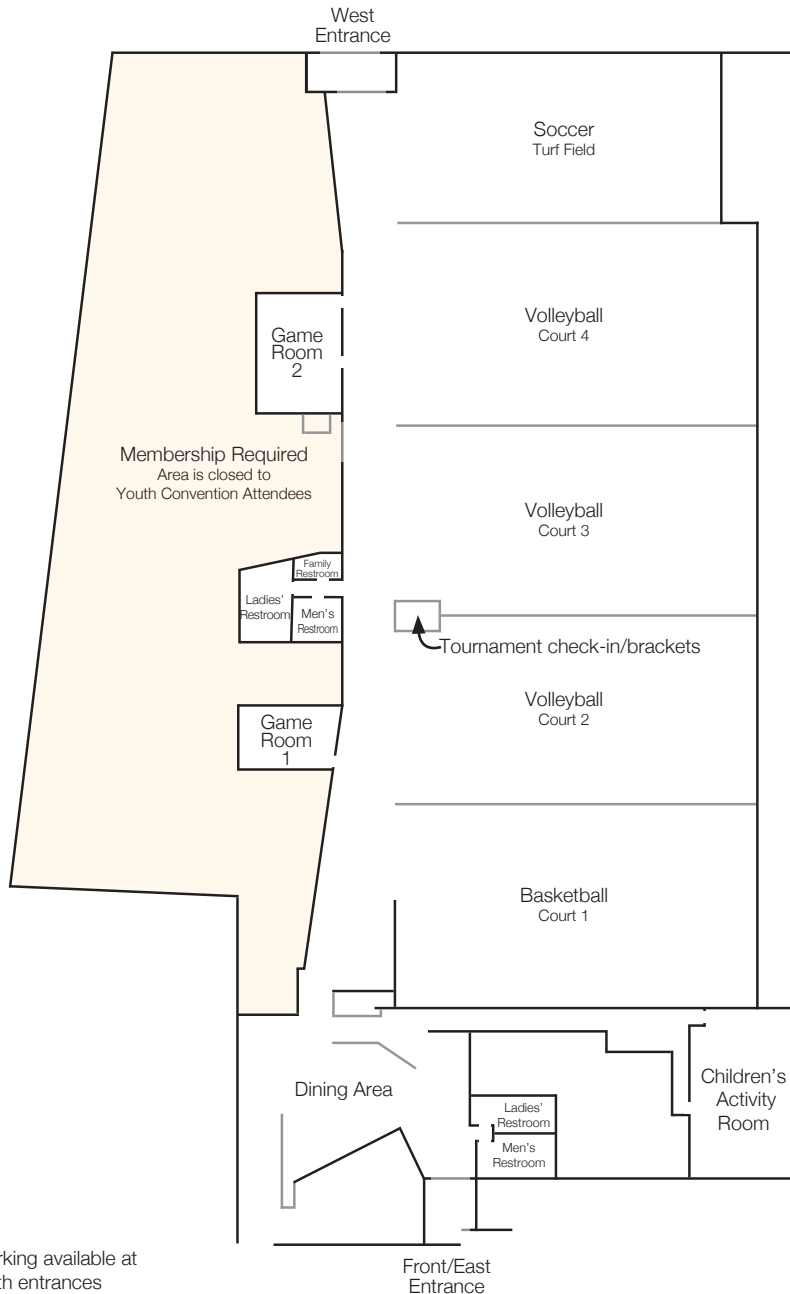 West
Entrance
Soccer
Turf Field
Volleyball
Court 4
Game
Room
2
Membership Required
Area is closed to
Youth Convention Attendees
Volleyball
Court 3
Family
Restroom
Ladies'
Restroom
Men's
Restroom
Tournament check-in/brackets
Volleyball
Court 2
Game
Room
1
Basketball
Court 1
Dining Area
Children's
Activity
Room
Ladies'
Restroom
Men's
Restroom
rking available at
th entrances
Front/East
Entrance